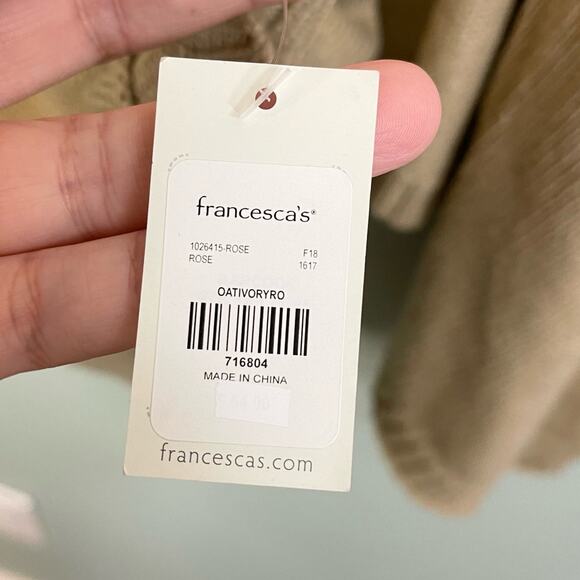 francesca's®
1026415-ROSE F18
ROSE 1617
OATIVORYRO
716804
MADE IN CHINA
francescas.com